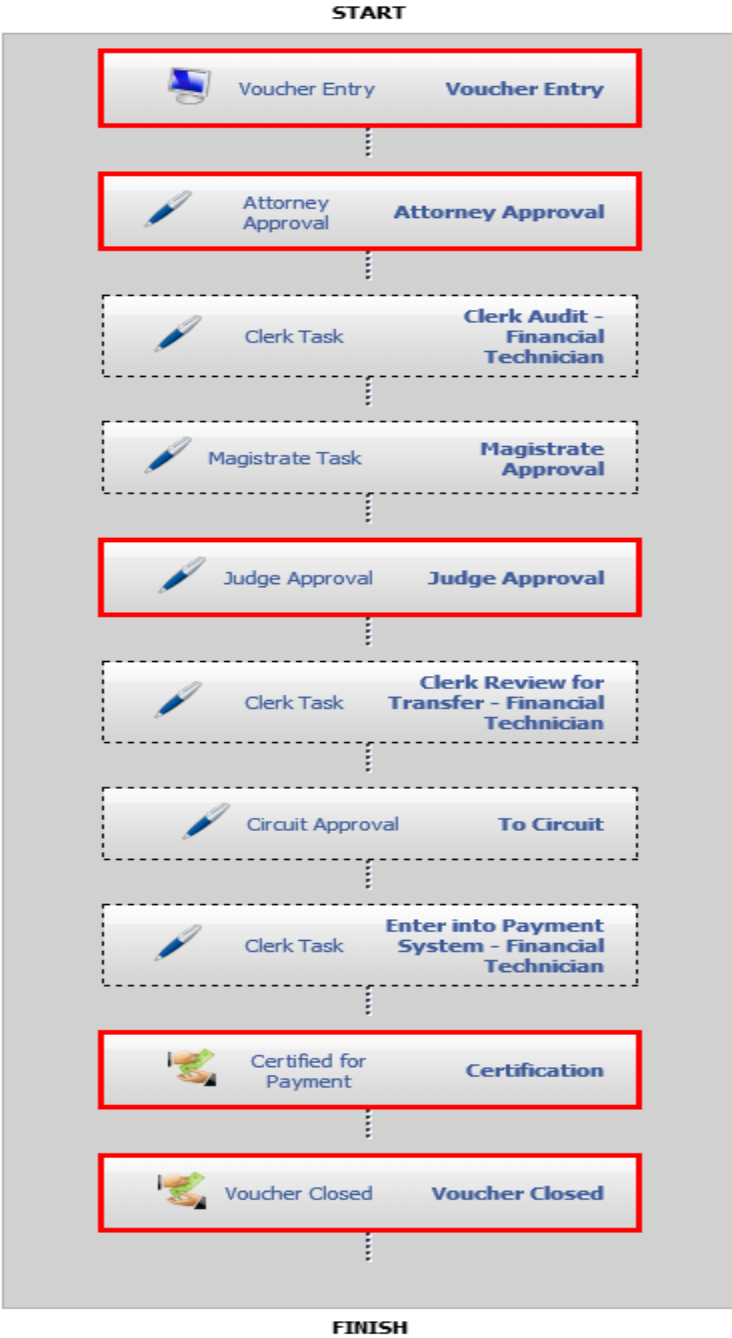 START
Voucher Entry Voucher Entry
Attorney
Approval
Attorney Approval
Clerk Task
Clerk Audit -
Financial
Technician
Magistrate Task
Magistrate
Approval
Judge Approval Judge Approval
Clerk Task
Clerk Review for
Transfer - Financial
Technician
Circuit Approval To Circuit
Clerk Task
Enter into Payment
System - Financial
Technician
Certified for
Payment
Certification
Voucher Closed Voucher Closed
FINISH